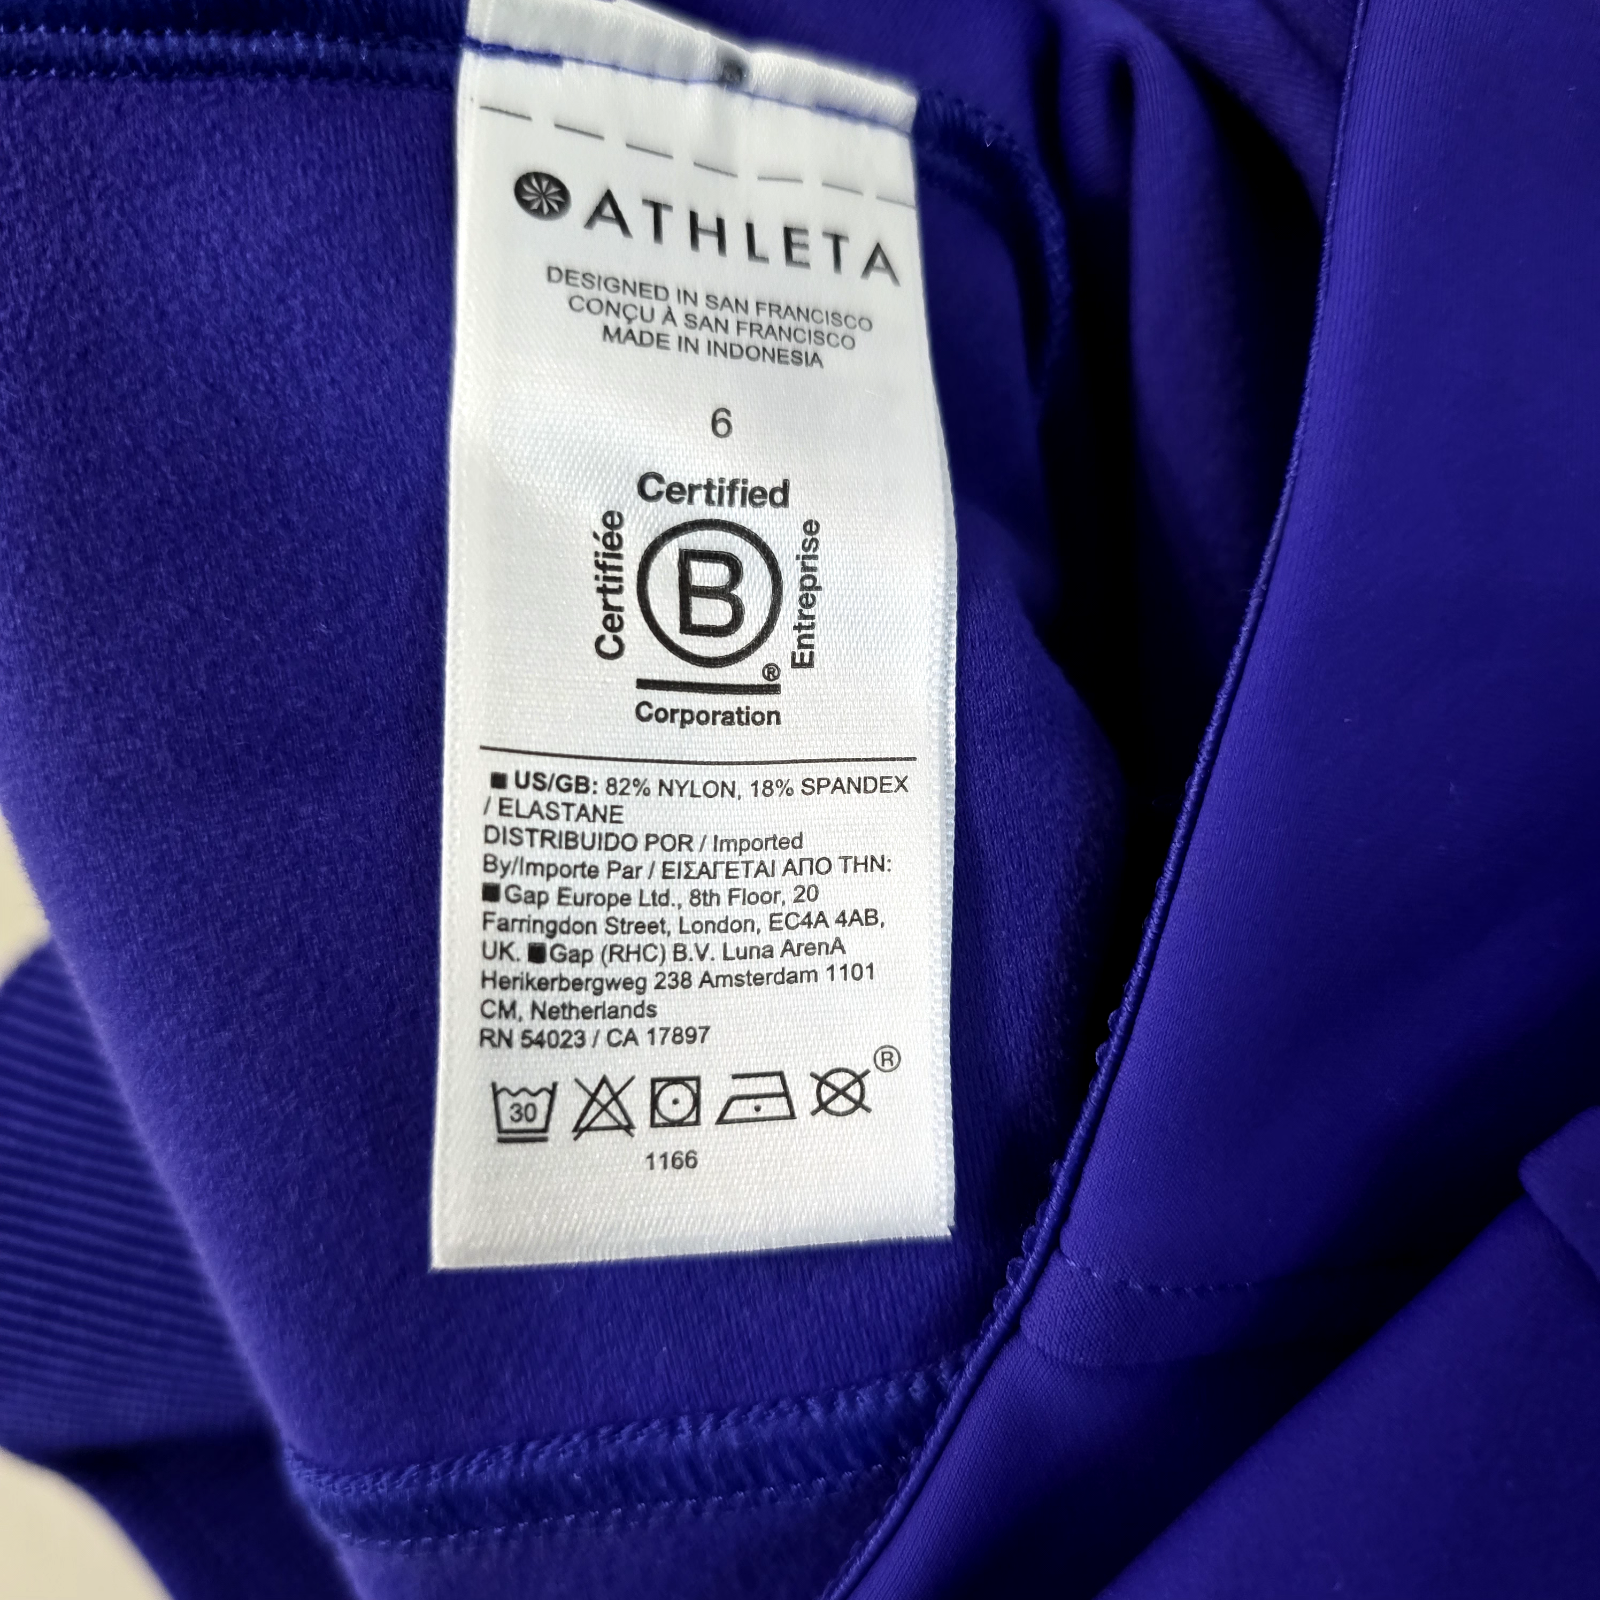 ATHLETA
DESIGNED IN SAN FRANCISCO
CONÇU À SAN FRANCISCO
MADE IN INDONESIA
6
Certified
Certifiée
B
Entreprise
®
Corporation
US/GB: 82% NYLON, 18% SPANDEX
/ ELASTANE
DISTRIBUIDO POR / Imported
By/Importe Par / ΕΙΣΑΓΕΤΑΙ ΑΠΟ ΤΗΝ:
Gap Europe Ltd., 8th Floor, 20
Farringdon Street, London, EC4A 4AB,
UK. Gap (RHC) B.V. Luna ArenA
Herikerbergweg 238 Amsterdam 1101
CM, Netherlands
RN 54023 / CA 17897
30
®
1166